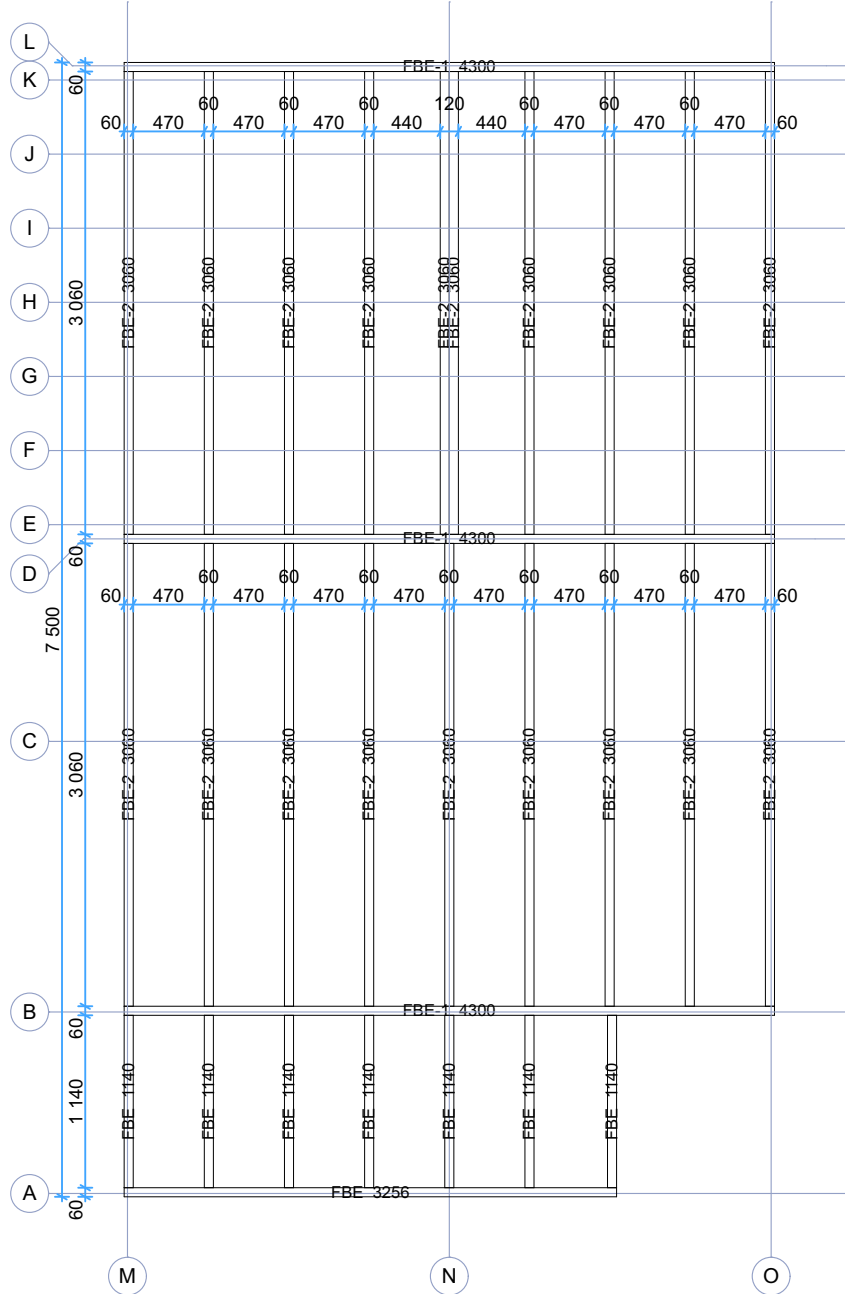 L
FBE-1 4300
K
60
60 60 60 120 60 60 60
60 470 470 470 440 440 470 470 470 60
J
I
H
3 060
FBE-2 3060 FBE-2 3060 FBE-2 3060 FBE-2 3060 FBE-2 3060 FBE-2 3060 FBE-2 3060 FBE-2 3060 FBE-2 3060 FBE-2 3060
G
F
E
FBE-1 4300
60
D
60 60 60 60 60 60 60
60 470 470 470 470 470 470 470 470 60
7 500
C
3 060
FBE-2 3060 FBE-2 3060 FBE-2 3060 FBE-2 3060 FBE-2 3060 FBE-2 3060 FBE-2 3060 FBE-2 3060 FBE-2 3060
B
FBE-1 4300
60
1 140
FBE 1140 FBE 1140 FBE 1140 FBE 1140 FBE 1140 FBE 1140 FBE 1140
A
FBE 3256
60
M N O